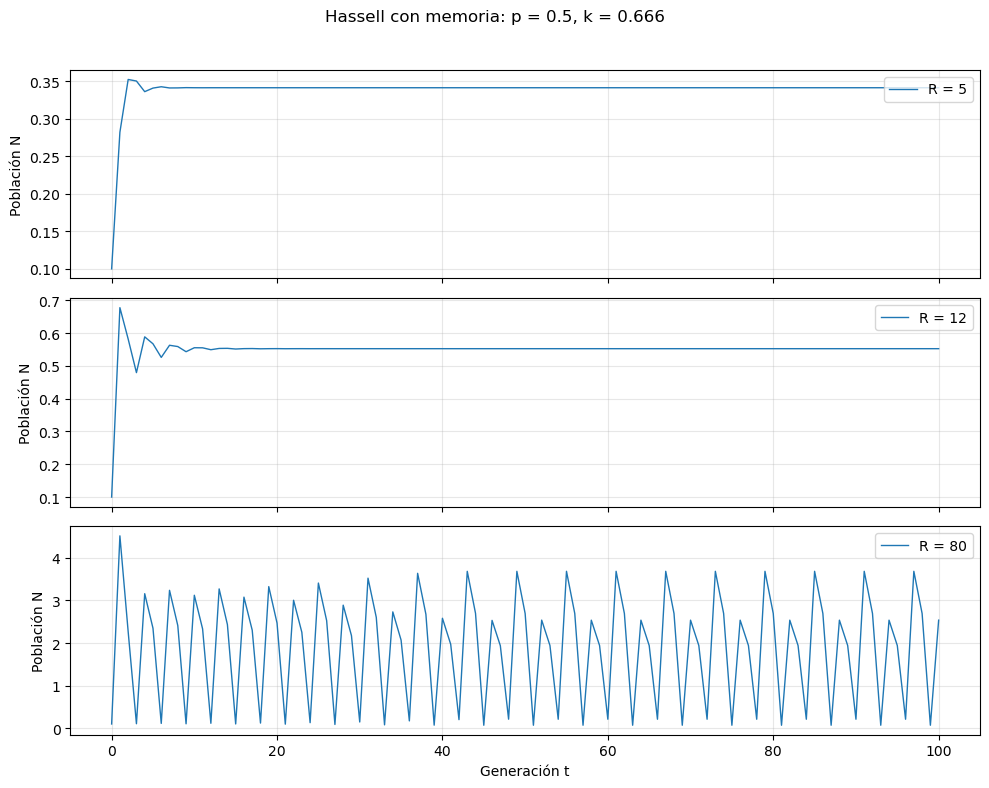 Hassell con memoria: p = 0.5, k = 0.666
0.35
0.30
0.25
0.20
0.15
0.10
Población N
R = 5
0.7
0.6
0.5
0.4
0.3
0.2
0.1
Población N
R = 12
4
3
2
1
0
Población N
R = 80
0 20 40 60 80 100
Generación t